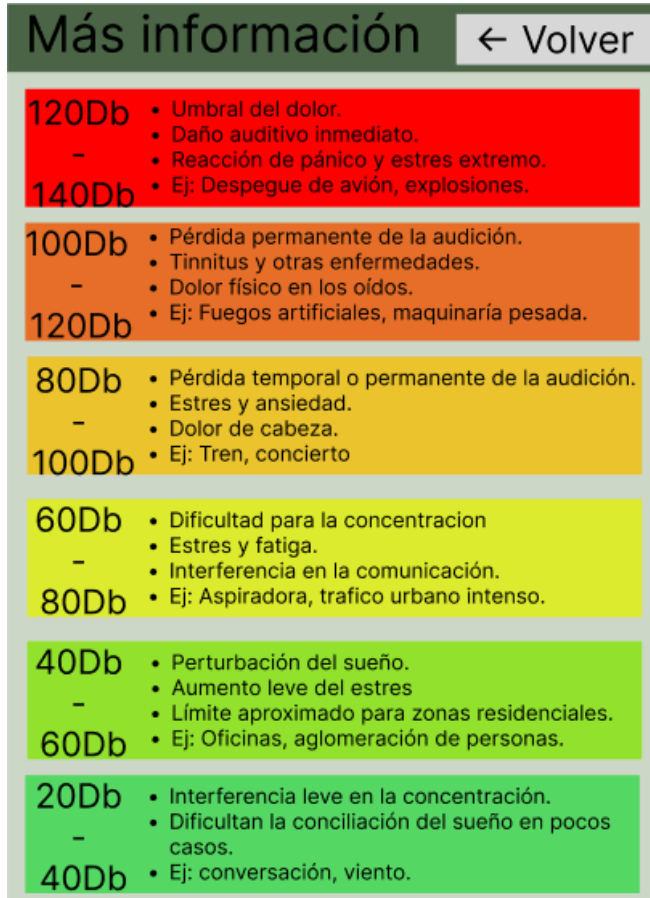 Más información
← Volver
120Db
-
140Db
• Umbral del dolor.
• Daño auditivo inmediato.
• Reacción de pánico y estres extremo.
• Ej: Despegue de avión, explosiones.
100Db
-
120Db
• Pérdida permanente de la audición.
• Tinnitus y otras enfermedades.
• Dolor físico en los oídos.
• Ej: Fuegos artificiales, maquinaría pesada.
80Db
-
100Db
• Pérdida temporal o permanente de la audición.
• Estres y ansiedad.
• Dolor de cabeza.
• Ej: Tren, concierto
60Db
-
80Db
• Dificultad para la concentracion
• Estres y fatiga.
• Interferencia en la comunicación.
• Ej: Aspiradora, trafico urbano intenso.
40Db
-
60Db
• Perturbación del sueño.
• Aumento leve del estres
• Límite aproximado para zonas residenciales.
• Ej: Oficinas, aglomeración de personas.
20Db
-
40Db
• Interferencia leve en la concentración.
• Dificultan la conciliación del sueño en pocos
casos.
• Ej: conversación, viento.